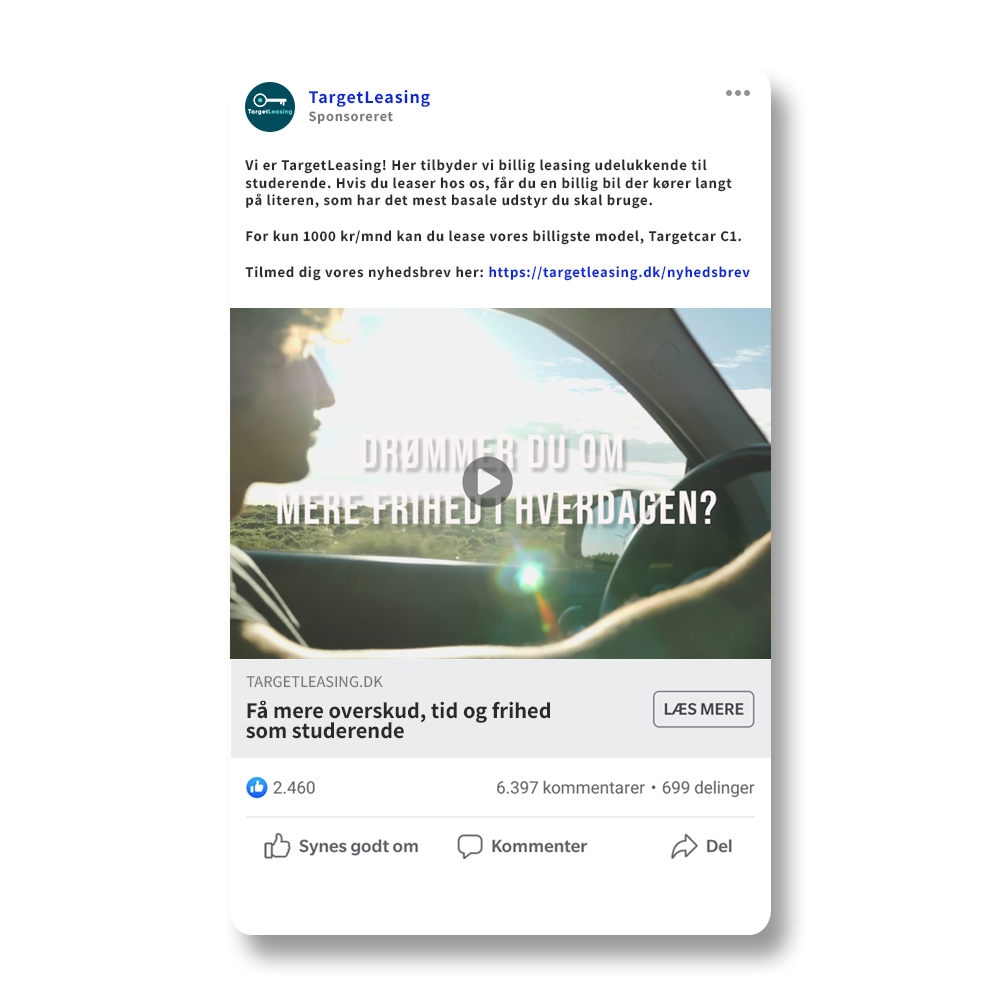 TargetLeasing
TargetLeasing
Sponsoreret
Vi er TargetLeasing! Her tilbyder vi billig leasing udelukkende til
studerende. Hvis du leaser hos os, får du en billig bil der kører langt
på literen, som har det mest basale udstyr du skal bruge.
For kun 1000 kr/mnd kan du lease vores billigste model, Targetcar C1.
Tilmed dig vores nyhedsbrev her: https://targetleasing.dk/nyhedsbrev
DRØMMER DU OM
MERE FRIHED I HVERDAGEN?
TARGETLEASING.DK
Få mere overskud, tid og frihed
som studerende
LÆS MERE
2.460
6.397 kommentarer • 699 delinger
Synes godt om
Kommenter
Del